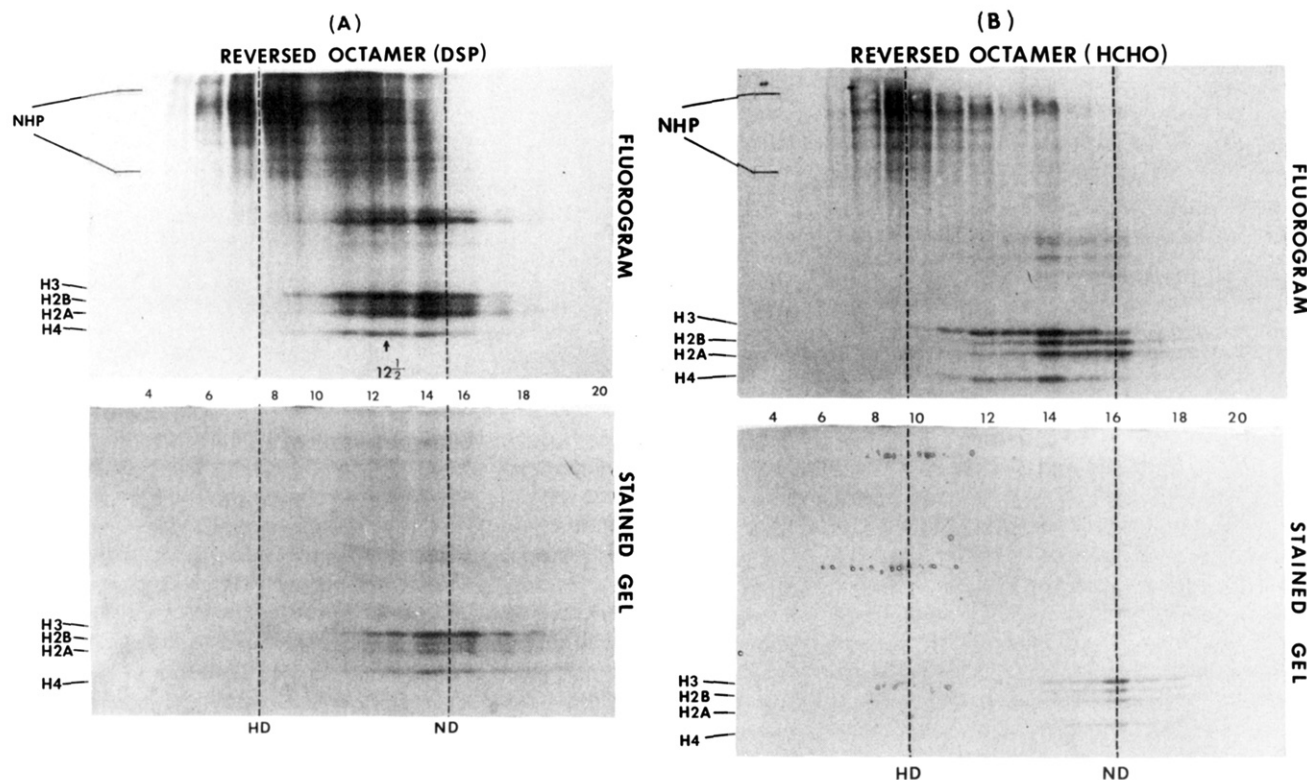 (A)
REVERSED OCTAMER (DSP)
NHP
FLUOROGRAM
H3
H2B
H2A
H4
12 1/2
4 6 8 10 12 14 16 18 20
STAINED GEL
H3
H2B
H2A
H4
HD ND
(B)
REVERSED OCTAMER (HCHO)
NHP
FLUOROGRAM
H3
H2B
H2A
H4
4 6 8 10 12 14 16 18 20
STAINED GEL
H3
H2B
H2A
H4
HD ND